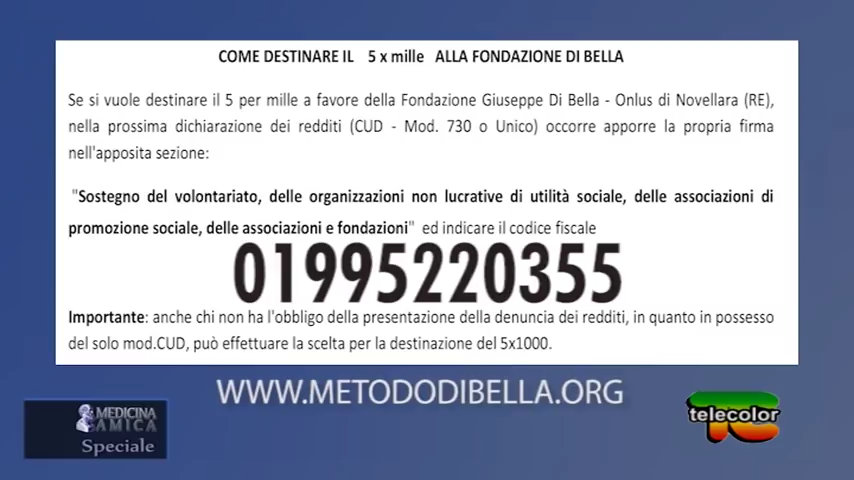 COME DESTINARE IL 5 x mille ALLA FONDAZIONE DI BELLA
Se si vuole destinare il 5 per mille a favore della Fondazione Giuseppe Di Bella - Onlus di Novellara (RE),
nella prossima dichiarazione dei redditi (CUD - Mod. 730 o Unico) occorre apporre la propria firma
nell'apposita sezione:
"Sostegno del volontariato, delle organizzazioni non lucrative di utilità sociale, delle associazioni di
promozione sociale, delle associazioni e fondazioni" ed indicare il codice fiscale
01995220355
Importante: anche chi non ha l'obbligo della presentazione della denuncia dei redditi, in quanto in possesso
del solo mod.CUD, può effettuare la scelta per la destinazione del 5x1000.
WWW.METODODIBELLA.ORG
MEDICINA
AMICA
Speciale
telecolor